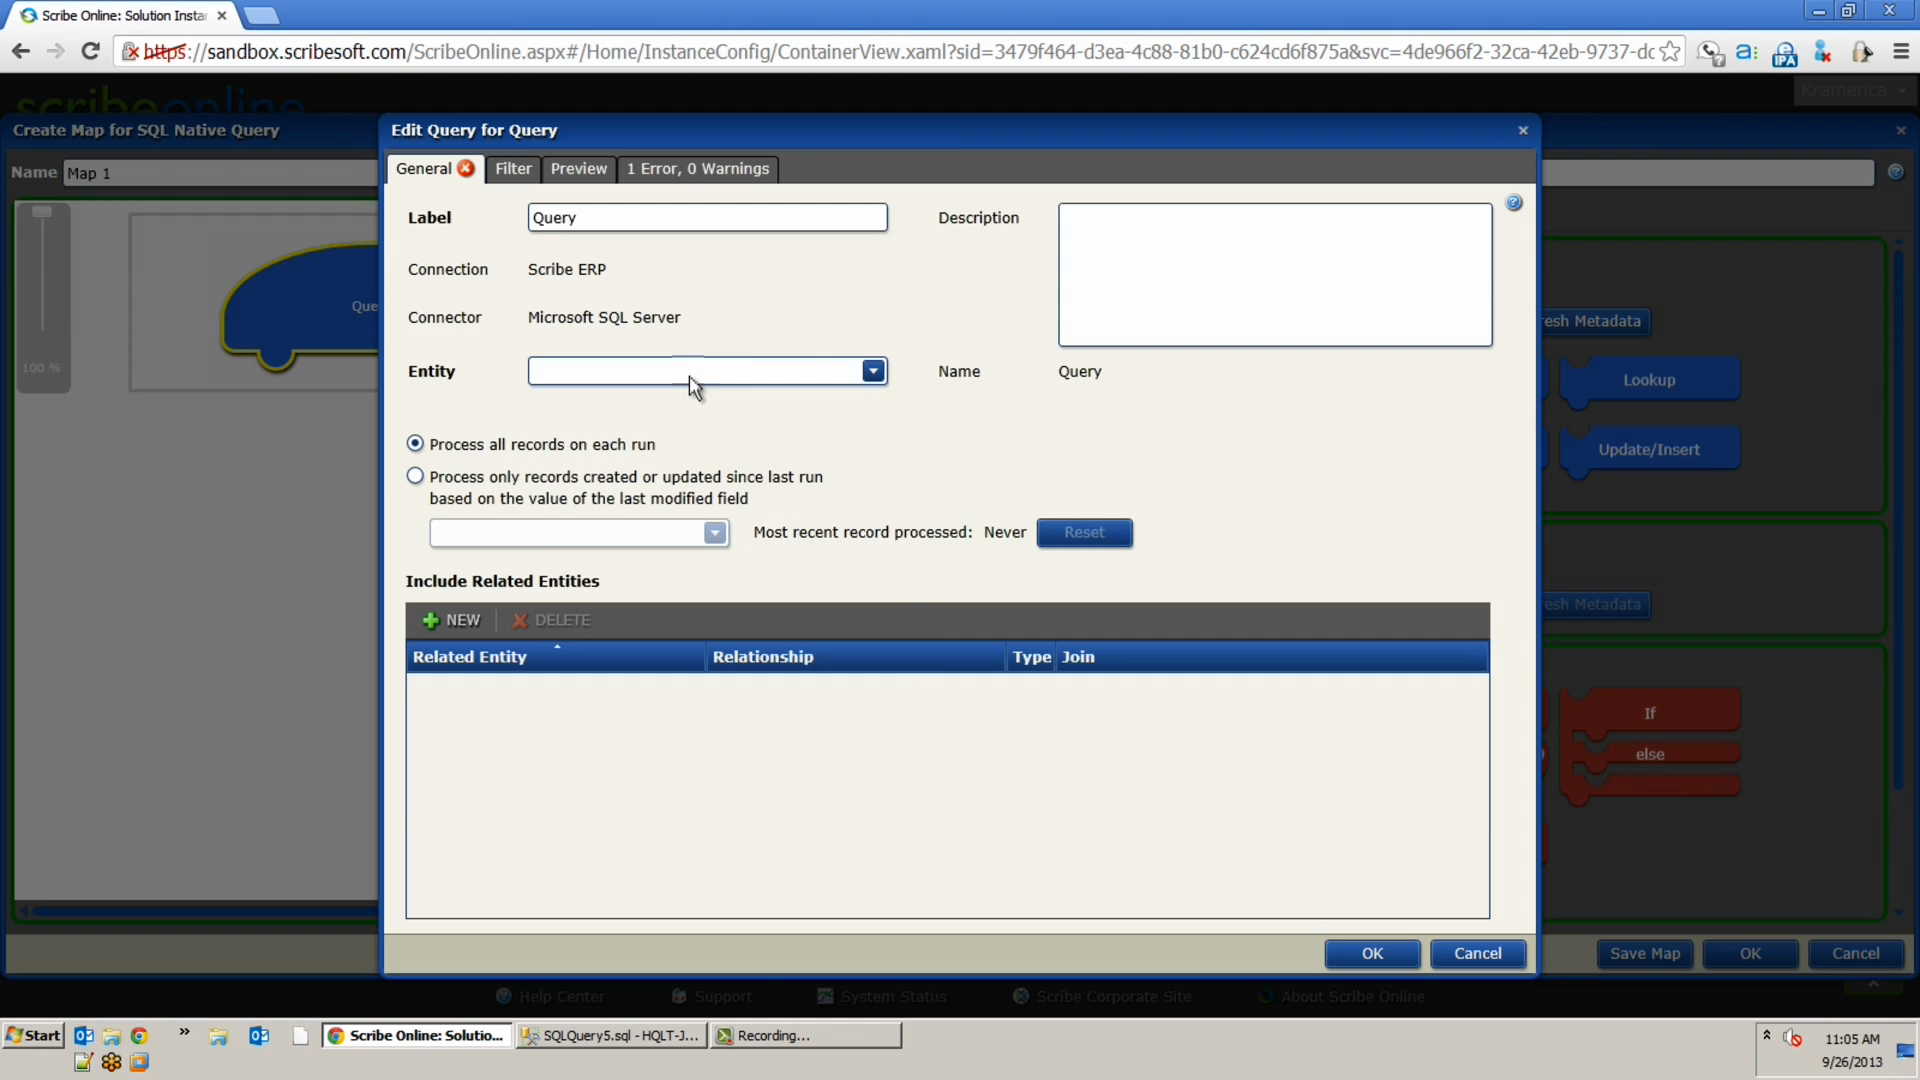 Scribe Online: Solution Insta
https://sandbox.scribesoft.com/ScribeOnline.aspx#/Home/InstanceConfig/ContainerView.xaml?sid=3479f464-d3ea-4c88-81b0-c624cd6f875a&svc=4de966f2-32ca-42eb-9737-dc
scribeonline
Kramerica
Create Map for SQL Native Query
Edit Query for Query
Name Map 1
General Filter Preview 1 Error, 0 Warnings
Label Query Description
Connection Scribe ERP
Connector Microsoft SQL Server
Que
esh Metadata
100 %
Entity Name Query
Lookup
Process all records on each run
Update/Insert
Process only records created or updated since last run
based on the value of the last modified field
Most recent record processed: Never Reset
Include Related Entities
esh Metadata
NEW DELETE
Related Entity Relationship Type Join
If
else
OK Cancel
Save Map OK Cancel
Help Center Support System Status Scribe Corporate Site About Scribe Online
Start Scribe Online: Solutio... SQLQuery5.sql - HQLT-J... Recording...
11:05 AM
9/26/2013